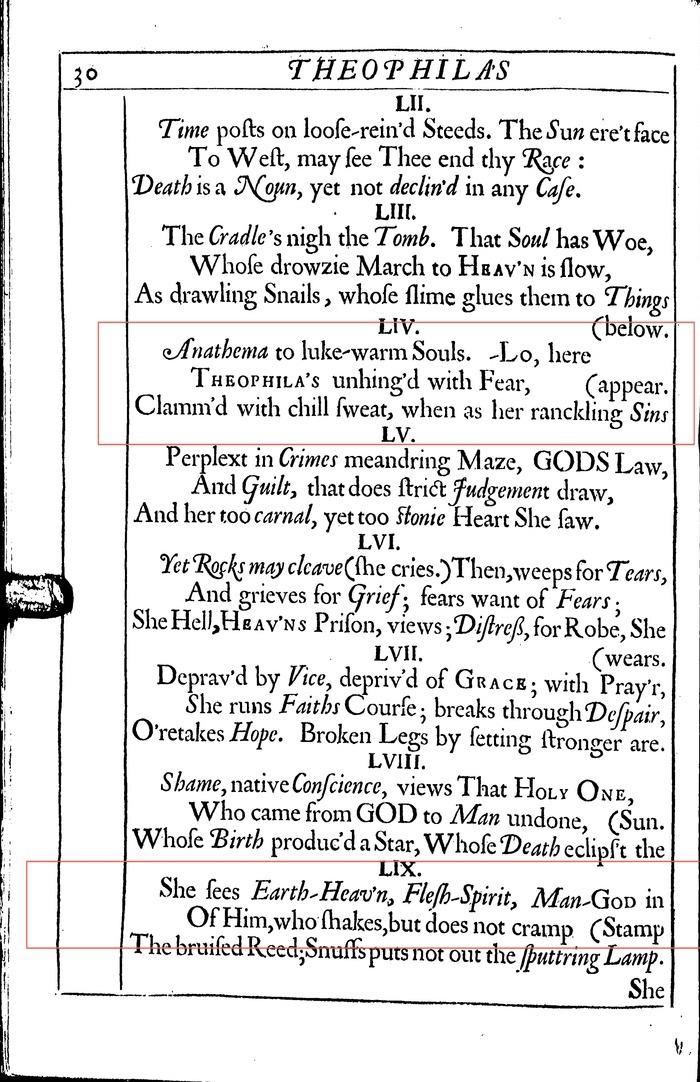 30 THEOPHILAS
LII.
Time poſts on looſe-rein'd Steeds. The Sun ere't face
To Weſt, may ſee Thee end thy Race :
Death is a Noun, yet not declin'd in any Caſe.
LIII.
The Cradle's nigh the Tomb. That Soul has Woe,
Whoſe drowzie March to HEAV'N is ſlow,
As drawling Snails, whoſe ſlime glues them to Things
LIV. (below.
Anathema to luke-warm Souls. -Lo, here
THEOPHILA'S unhing'd with Fear, (appear.
Clamm'd with chill ſweat, when as her ranckling Sins
LV.
Perplext in Crimes meandring Maze, GODS Law,
And Guilt, that does ſtrict Judgement draw,
And her too carnal, yet too ſtonie Heart She ſaw.
LVI.
Yet Rocks may cleave (ſhe cries.) Then, weeps for Tears,
And grieves for Grief; fears want of Fears;
She Hell, HEAV'NS Priſon, views; Diſtreß, for Robe, She
LVII. (wears.
Deprav'd by Vice, depriv'd of GRACE; with Pray'r,
She runs Faiths Courſe; breaks through Deſpair,
O'retakes Hope. Broken Legs by ſetting ſtronger are.
LVIII.
Shame, native Conſcience, views That HOLY ONE,
Who came from GOD to Man undone, (Sun.
Whoſe Birth produc'd a Star, Whoſe Death eclipſt the
LIX.
She ſees Earth-Heav'n, Fleſh-Spirit, Man-GOD in
Of Him, who ſhakes, but does not cramp (Stamp
The bruiſed Reed; Snuffs puts not out the ſputtring Lamp.
She